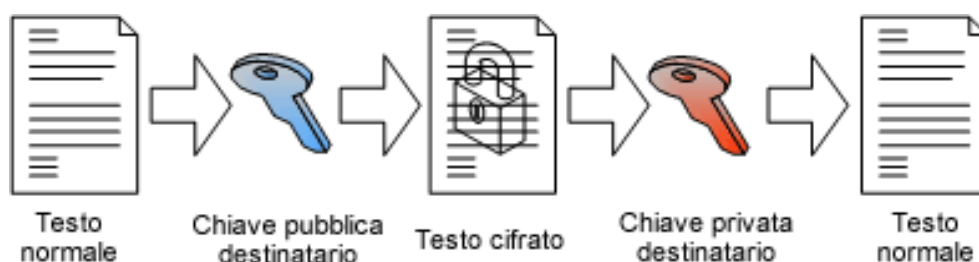 Testo
normale
Chiave pubblica
destinatario
Testo cifrato
Chiave privata
destinatario
Testo
normale